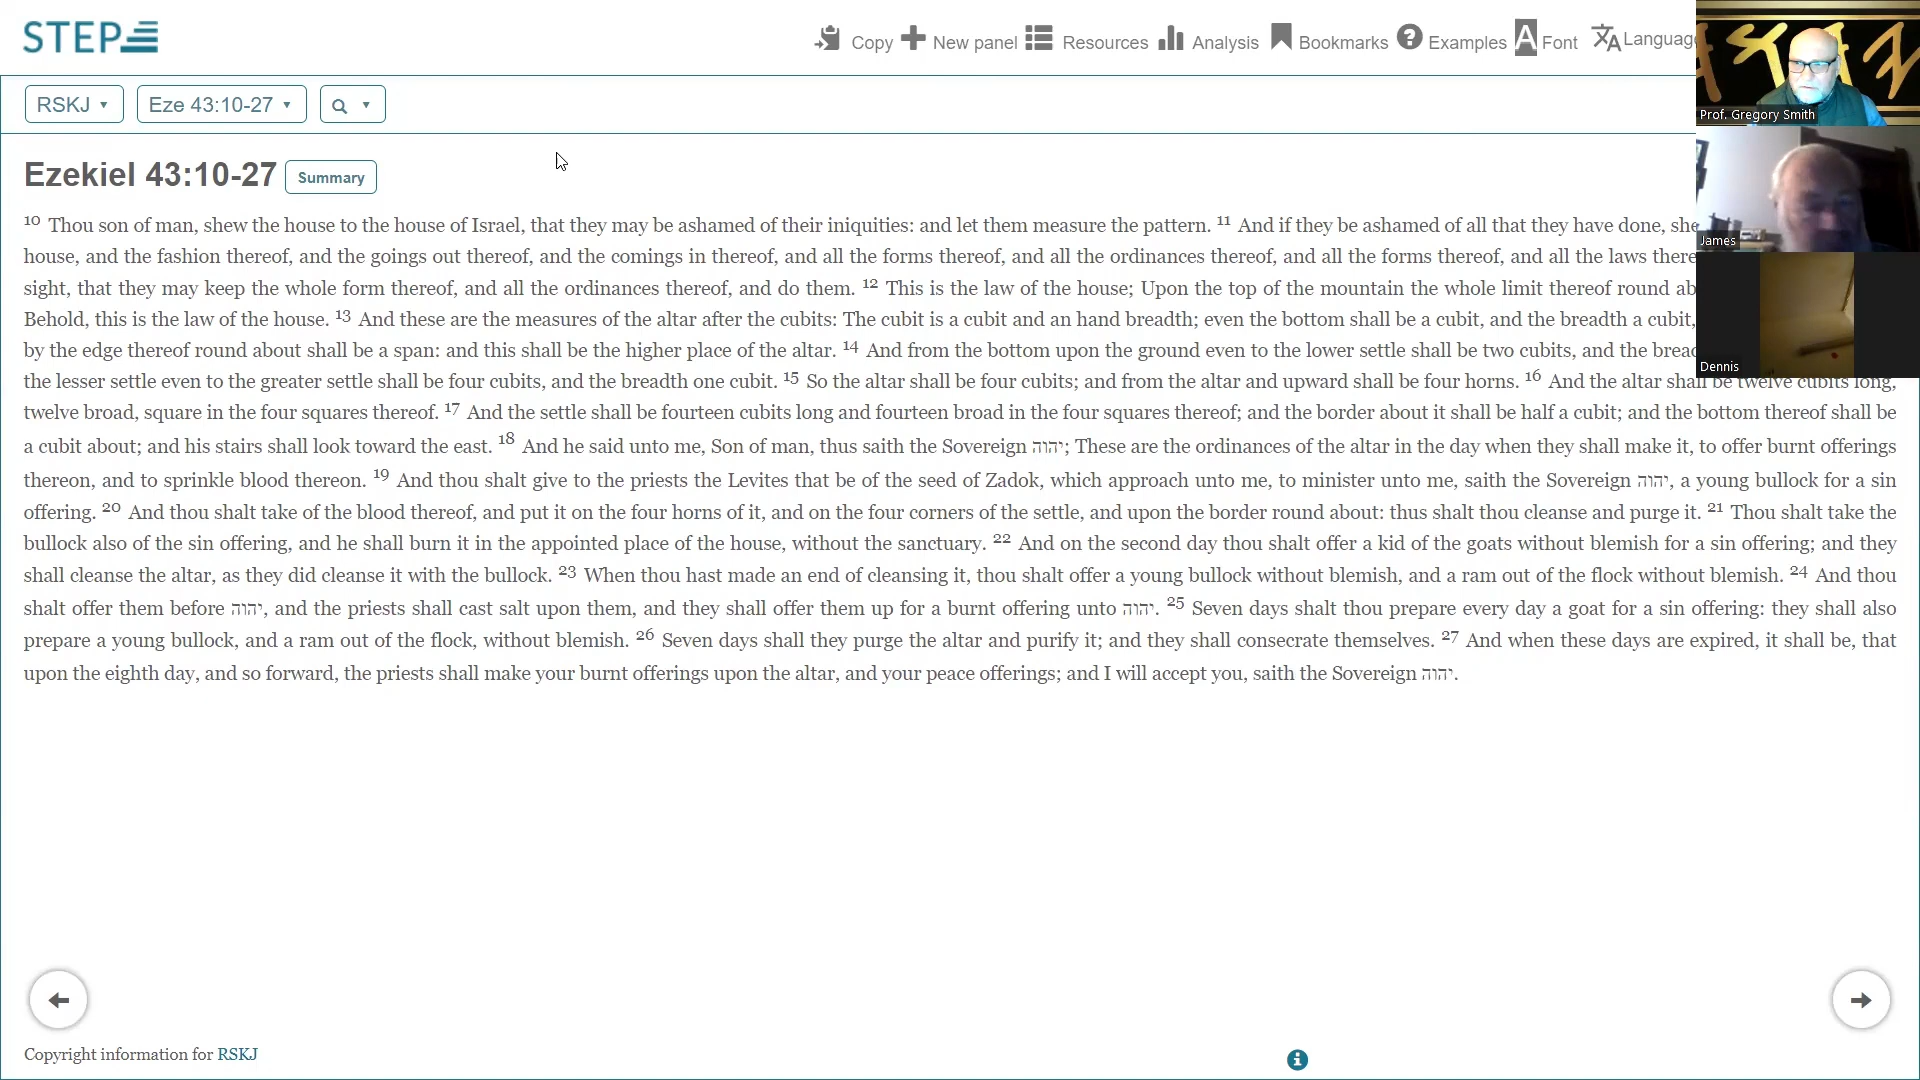 STEP
Copy New panel Resources Analysis Bookmarks Examples A Font Languag
Prof. Gregory Smith
RSKJ Eze 43:10-27
Ezekiel 43:10-27 Summary
10 Thou son of man, shew the house to the house of Israel, that they may be ashamed of their iniquities: and let them measure the pattern. 11 And if they be ashamed of all that they have done,
James
house, and the fashion thereof, and the goings out thereof, and the comings in thereof, and all the forms thereof, and all the ordinances thereof, and all the forms thereof, and all the laws
sight, that they may keep the whole form thereof, and all the ordinances thereof, and do them. 12 This is the law of the house; Upon the top of the mountain the whole limit thereof round
Behold, this is the law of the house. 13 And these are the measures of the altar after the cubits: The cubit is a cubit and an hand breadth; even the bottom shall be a cubit, and the breadth a cubit,
by the edge thereof round about shall be a span: and this shall be the higher place of the altar. 14 And from the bottom upon the ground even to the lower settle shall be two cubits, and the
Dennis
the lesser settle even to the greater settle shall be four cubits, and the breadth one cubit. 15 So the altar shall be four cubits; and from the altar and upward shall be four horns. 16 And the altar shall be twelve cubits long,
twelve broad, square in the four squares thereof. 17 And the settle shall be fourteen cubits long and fourteen broad in the four squares thereof; and the border about it shall be half a cubit; and the bottom thereof shall be
a cubit about; and his stairs shall look toward the east. 18 And he said unto me, Son of man, thus saith the Sovereign יהוה; These are the ordinances of the altar in the day when they shall make it, to offer burnt offerings
thereon, and to sprinkle blood thereon. 19 And thou shalt give to the priests the Levites that be of the seed of Zadok, which approach unto me, to minister unto me, saith the Sovereign יהוה, a young bullock for a sin
offering. 20 And thou shalt take of the blood thereof, and put it on the four horns of it, and on the four corners of the settle, and upon the border round about: thus shalt thou cleanse and purge it. 21 Thou shalt take the
bullock also of the sin offering, and he shall burn it in the appointed place of the house, without the sanctuary. 22 And on the second day thou shalt offer a kid of the goats without blemish for a sin offering; and they
shall cleanse the altar, as they did cleanse it with the bullock. 23 When thou hast made an end of cleansing it, thou shalt offer a young bullock without blemish, and a ram out of the flock without blemish. 24 And thou
shalt offer them before יהוה, and the priests shall cast salt upon them, and they shall offer them up for a burnt offering unto יהוה. 25 Seven days shalt thou prepare every day a goat for a sin offering: they shall also
prepare a young bullock, and a ram out of the flock, without blemish. 26 Seven days shall they purge the altar and purify it; and they shall consecrate themselves. 27 And when these days are expired, it shall be, that
upon the eighth day, and so forward, the priests shall make your burnt offerings upon the altar, and your peace offerings; and I will accept you, saith the Sovereign יהוה.
Copyright information for RSKJ